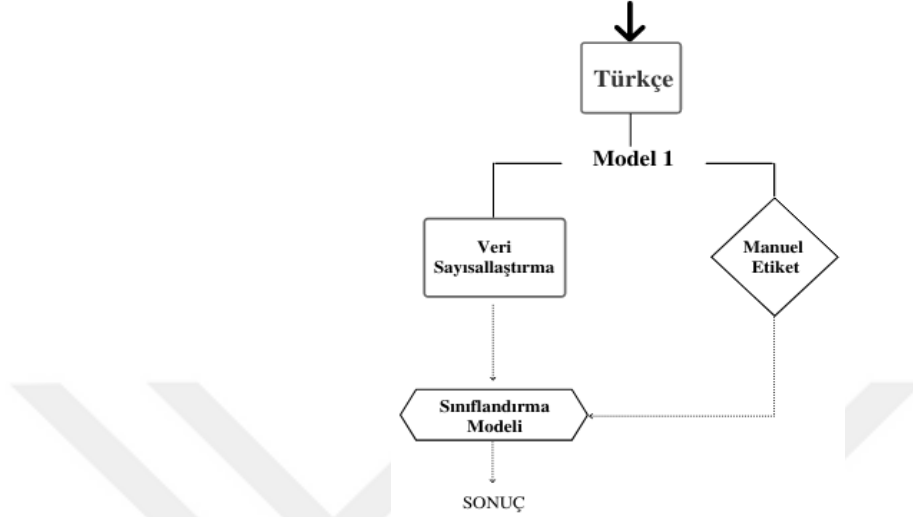 Türkçe
Model 1
Veri
Sayısallaştırma
Manuel
Etiket
Sınıflandırma
Modeli
SONUÇ